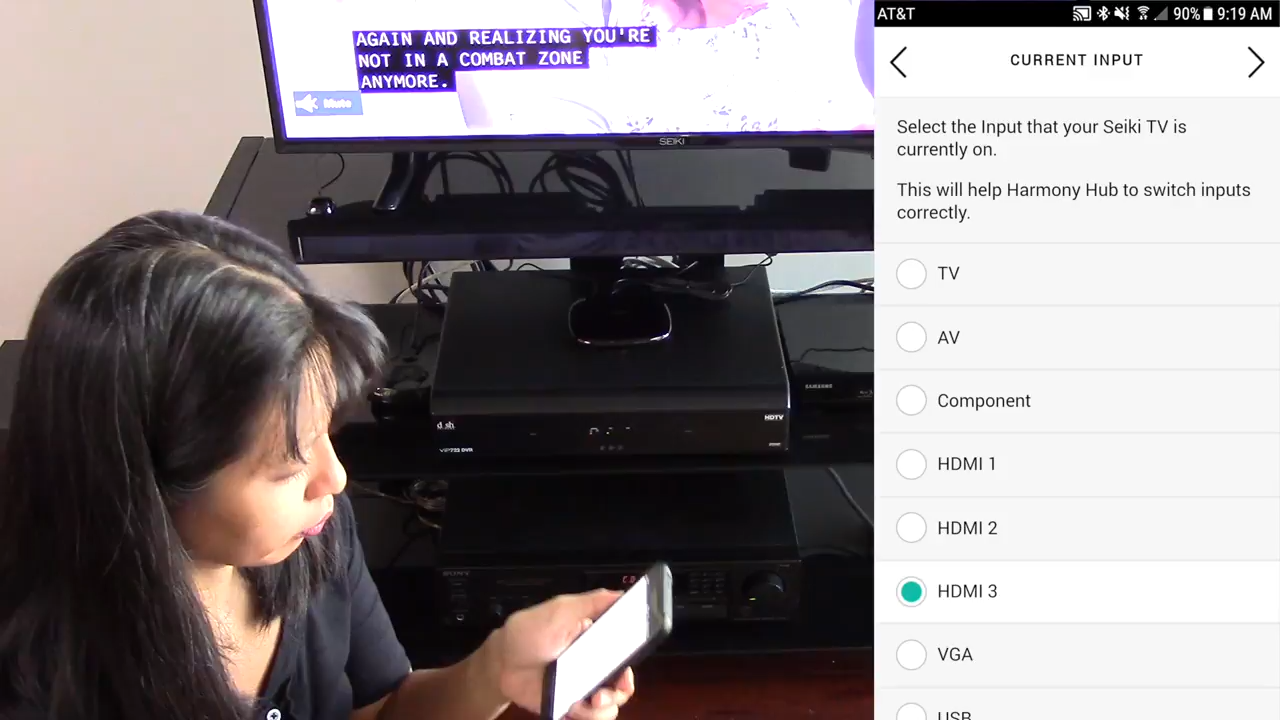 AGAIN AND REALIZING YOU'RE
NOT IN A COMBAT ZONE
ANYMORE.
Mute
SEIKI
dish
HDTV
ViP722 DVR
SAMSUNG
SONY
AT&T
90%
9:19 AM
CURRENT INPUT
Select the Input that your Seiki TV is
currently on.
This will help Harmony Hub to switch inputs
correctly.
TV
AV
Component
HDMI 1
HDMI 2
HDMI 3
VGA
USB